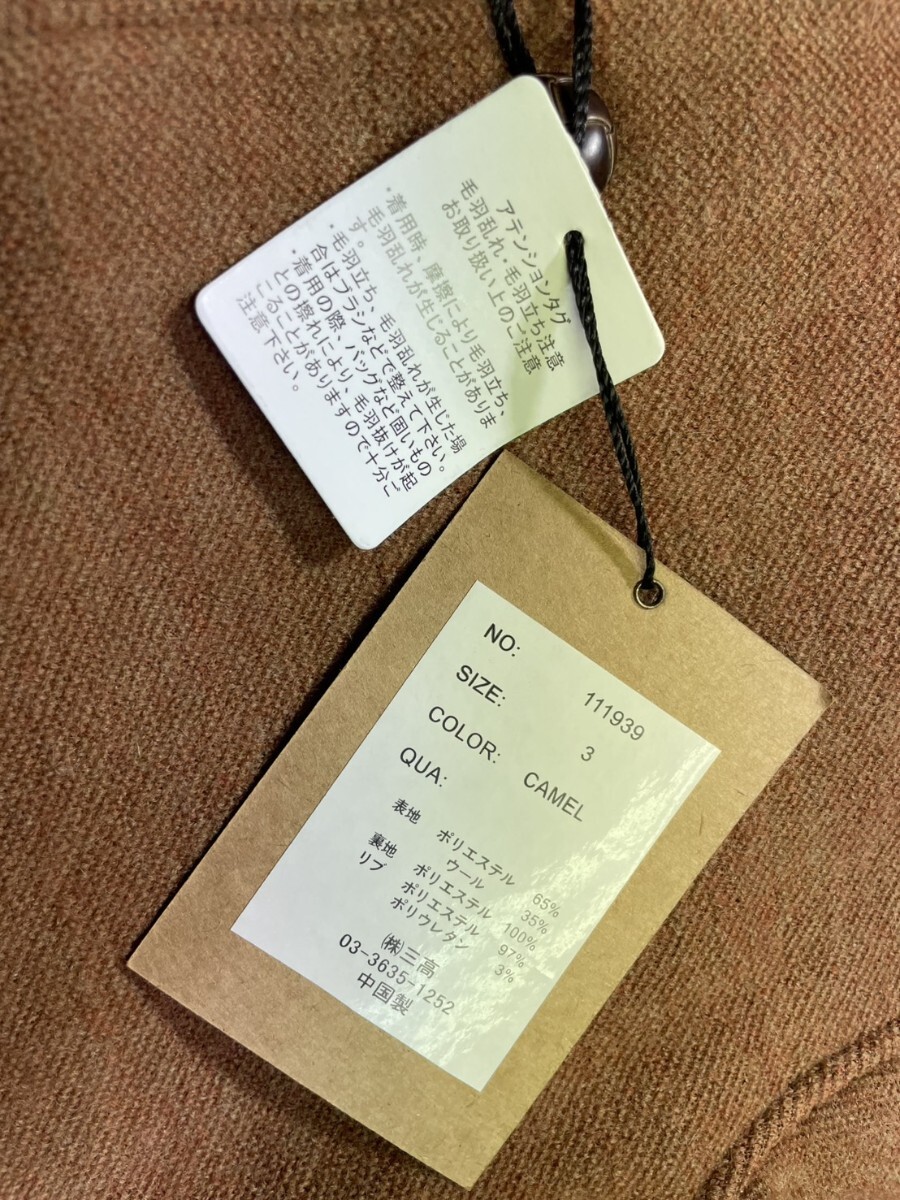 アテンションタグ
毛羽乱れ・毛羽立ち注意
お取り扱い上のご注意
・着用時、摩擦により毛羽立ち、
毛羽乱れが生じることがありま
す。
・毛羽立ち、毛羽乱れが生じた場
合はブラシなどで整えて下さい。
・着用の際、バッグなど固いもの
との擦れにより、毛羽抜けが起
こることがありますので十分ご
注意下さい。
NO: 111939
SIZE: 3
COLOR: CAMEL
QUA:
表地 ポリエステル 65%
ウール 35%
裏地 ポリエステル 100%
リブ ポリエステル 97%
ポリウレタン 3%
㈱三高
03-3635-1252
中国製